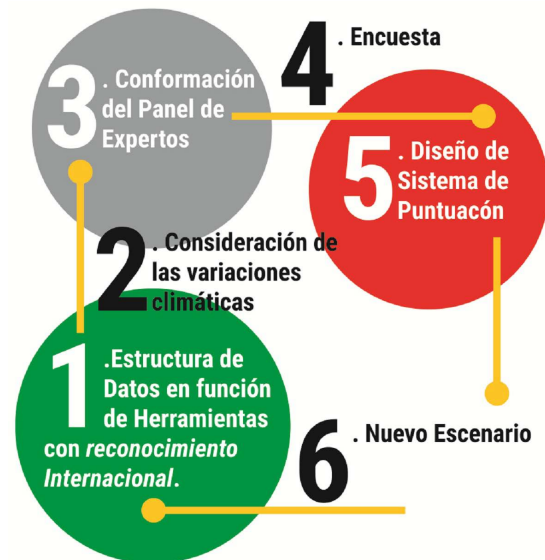 1 .Estructura de
Datos en función
de Herramientas
con reconocimiento
Internacional.
2 . Consideración de
las variaciones
climáticas
3 . Conformación
del Panel de
Expertos
4 . Encuesta
5 . Diseño de
Sistema de
Puntuacón
6 . Nuevo Escenario